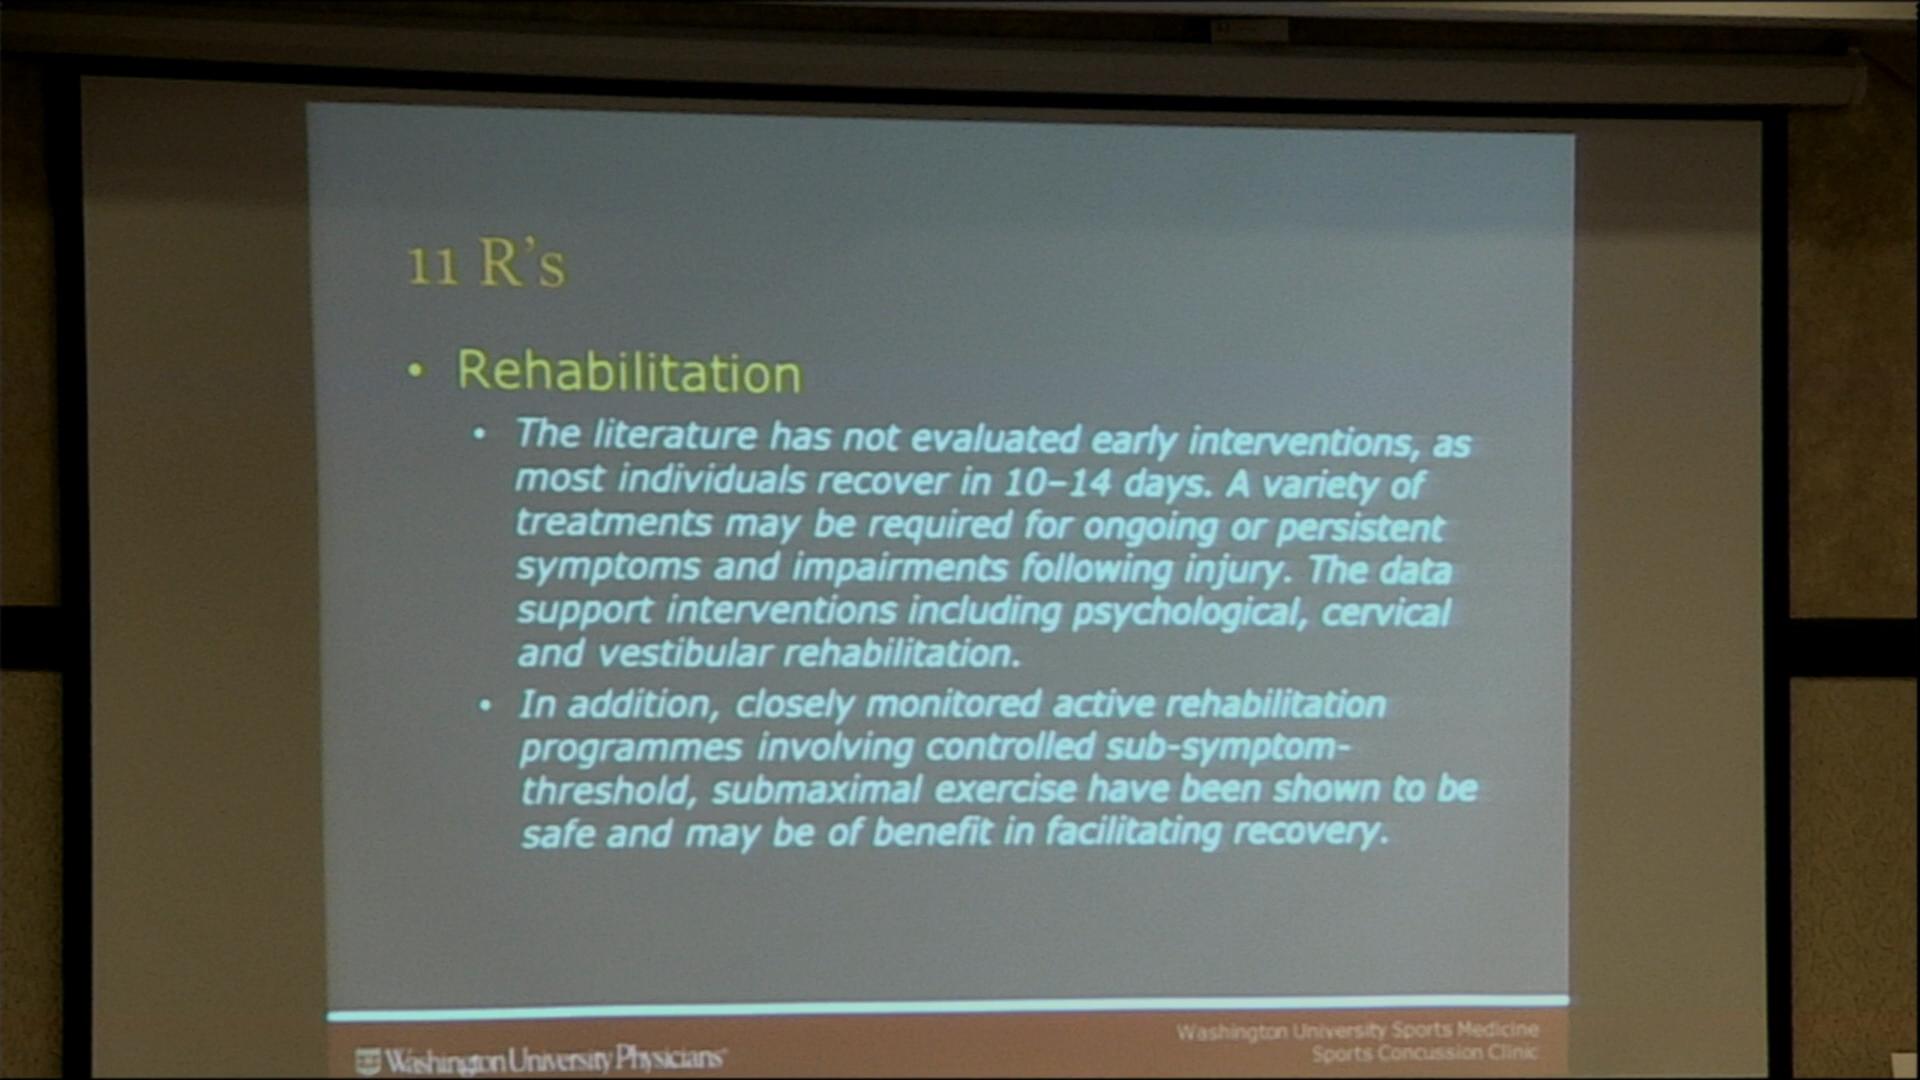 11 R's
• Rehabilitation
• The literature has not evaluated early interventions, as
most individuals recover in 10–14 days. A variety of
treatments may be required for ongoing or persistent
symptoms and impairments following injury. The data
support interventions including psychological, cervical
and vestibular rehabilitation.
• In addition, closely monitored active rehabilitation
programmes involving controlled sub-symptom-
threshold, submaximal exercise have been shown to be
safe and may be of benefit in facilitating recovery.
Washington University Sports Medicine
Sports Concussion Clinic
Washington University Physicians